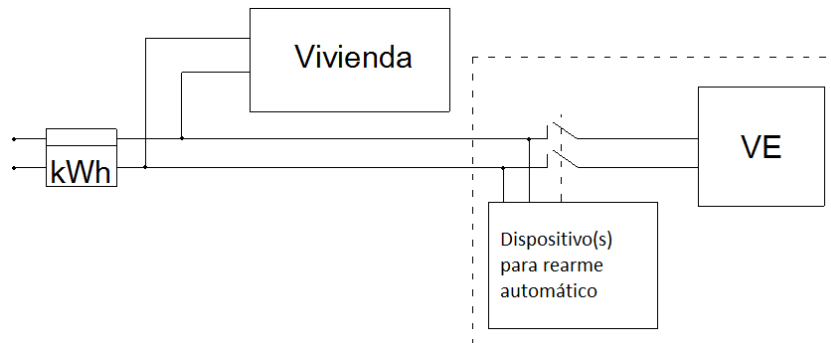 Vivienda
kWh
VE
Dispositivo(s)
para rearme
automático